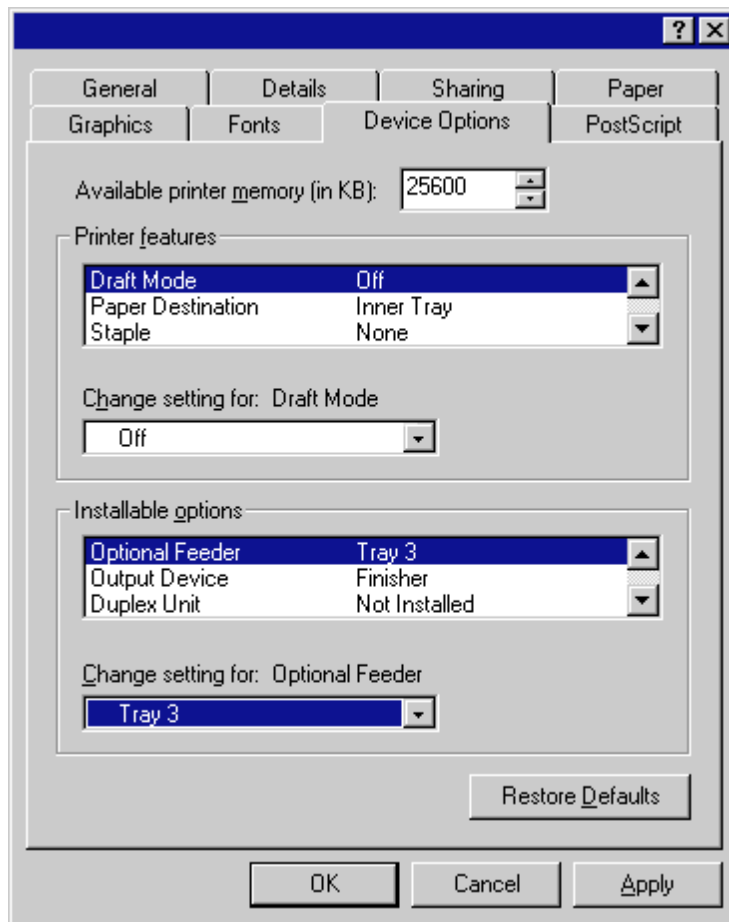 General Details Sharing Paper
Graphics Fonts Device Options PostScript
Available printer memory (in KB): 25600
Printer features
Draft Mode Off
Paper Destination Inner Tray
Staple None
Change setting for: Draft Mode
Off
Installable options
Optional Feeder Tray 3
Output Device Finisher
Duplex Unit Not Installed
Change setting for: Optional Feeder
Tray 3
Restore Defaults
OK Cancel Apply